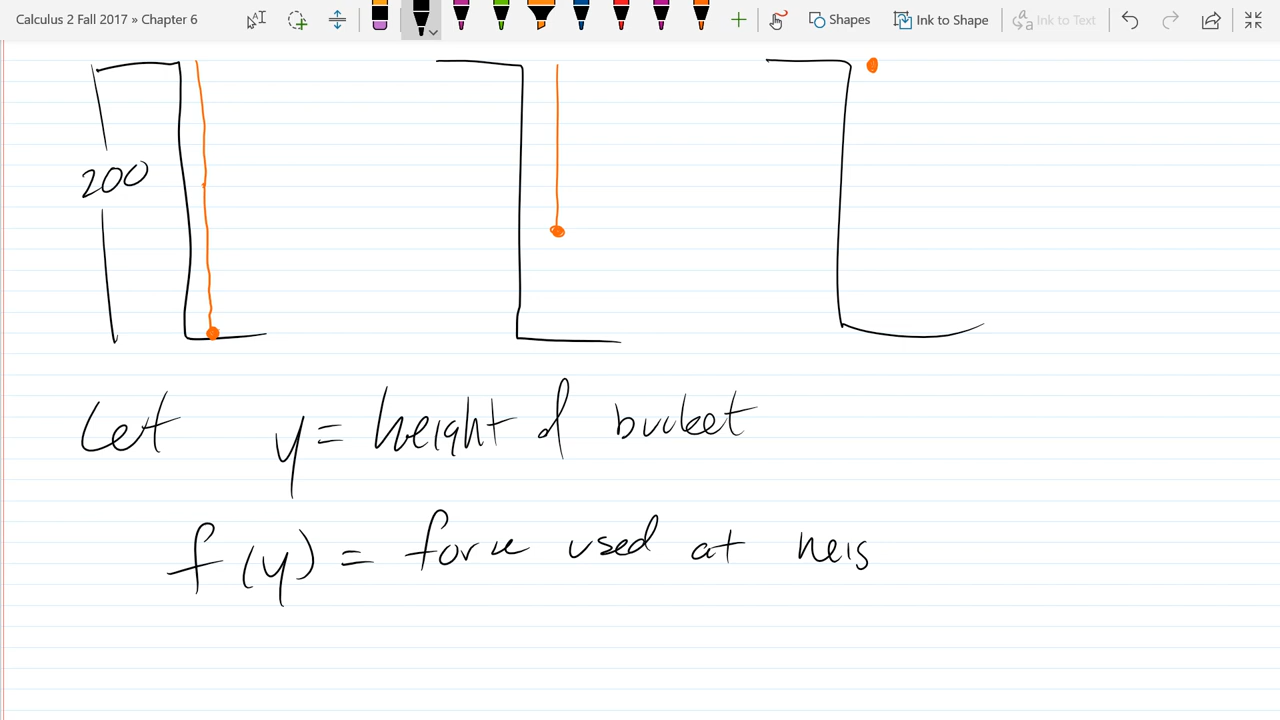 Calculus 2 Fall 2017 » Chapter 6
Shapes
Ink to Shape
Ink to Text
200
Let y = height of bucket
f(y) = force used at heig